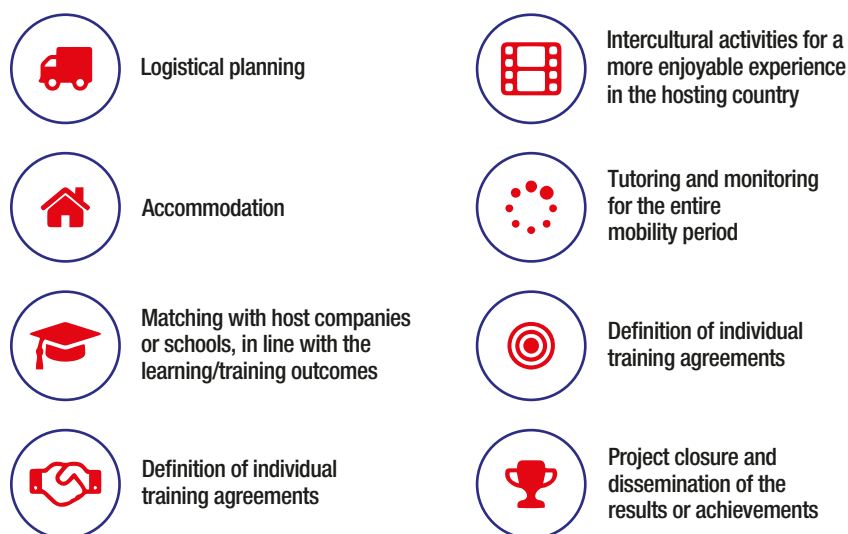 Logistical planning
Accommodation
Matching with host companies
or schools, in line with the
learning/training outcomes
Definition of individual
training agreements
Intercultural activities for a
more enjoyable experience
in the hosting country
Tutoring and monitoring
for the entire
mobility period
Definition of individual
training agreements
Project closure and
dissemination of the
results or achievements